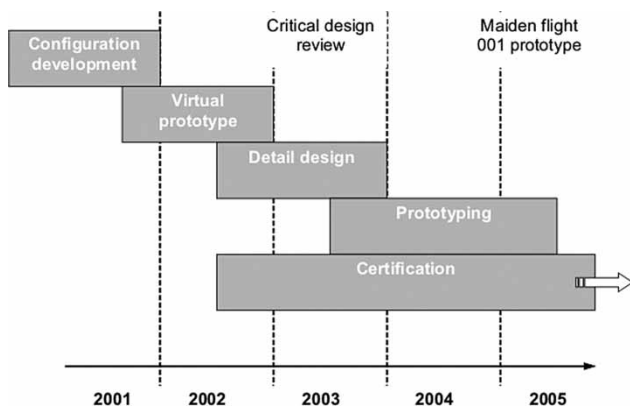 Critical design
review
Maiden flight
001 prototype
Configuration
development
Virtual
prototype
Detail design
Prototyping
Certification
2001 2002 2003 2004 2005